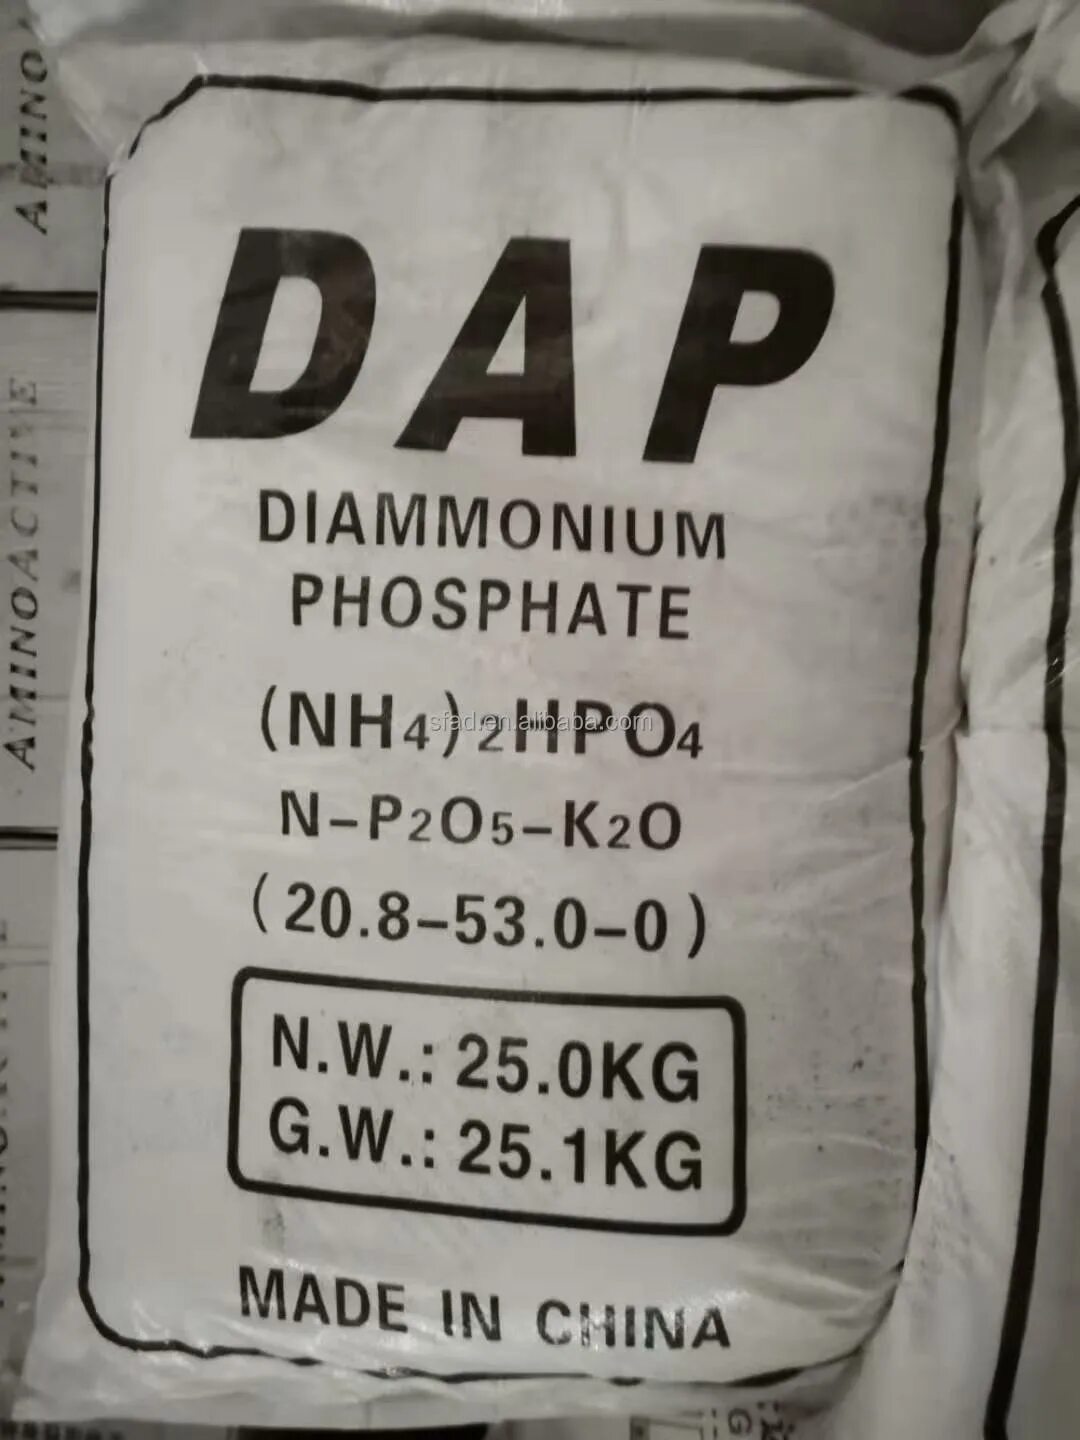 DAP
DIAMMONIUM
PHOSPHATE
(NH4)2HPO4
sfad.en.alibaba.com
N-P2O5-K2O
(20.8-53.0-0)
N.W.: 25.0KG
G.W.: 25.1KG
MADE IN CHINA
AMINO
AMINOACTIVE